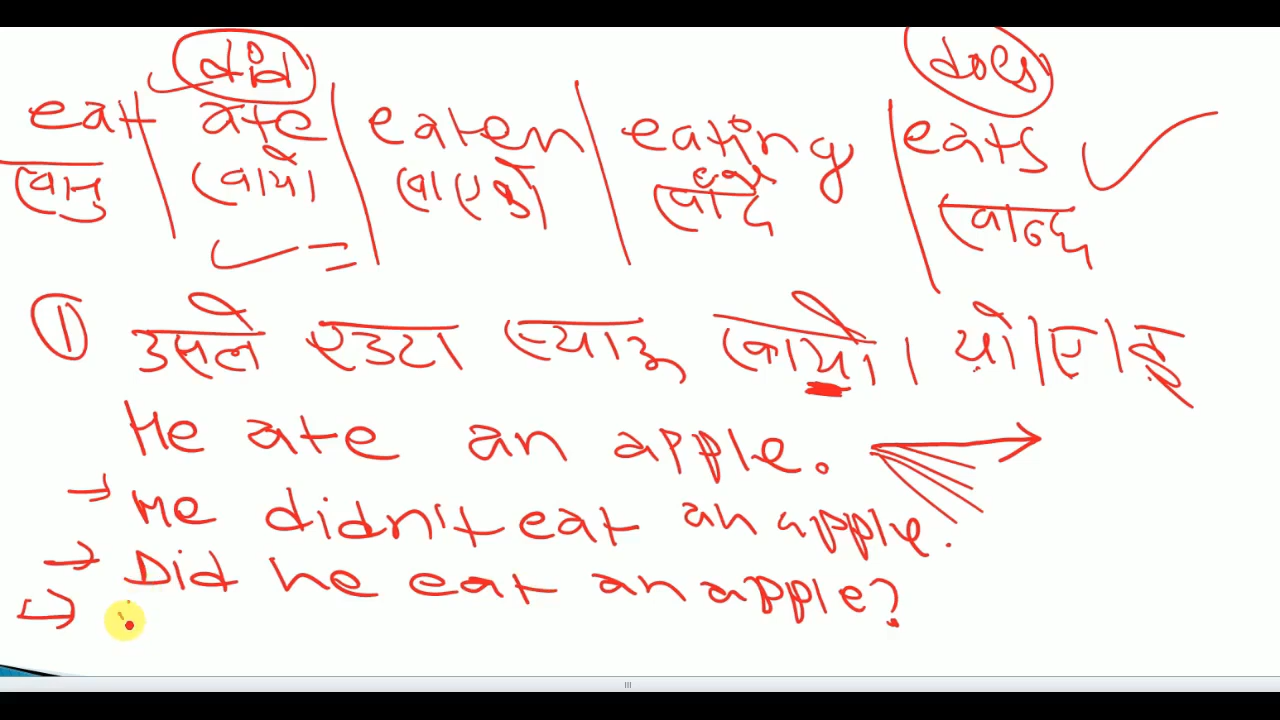 did does
eat ate eaten eating eats
खानु खायो खाएको खाँदै खान्छ
① उसले एउटा स्याऊ खायो । यो।ए।इ
He ate an apple.
→ He didn't eat an apple.
→ Did he eat an apple?
→